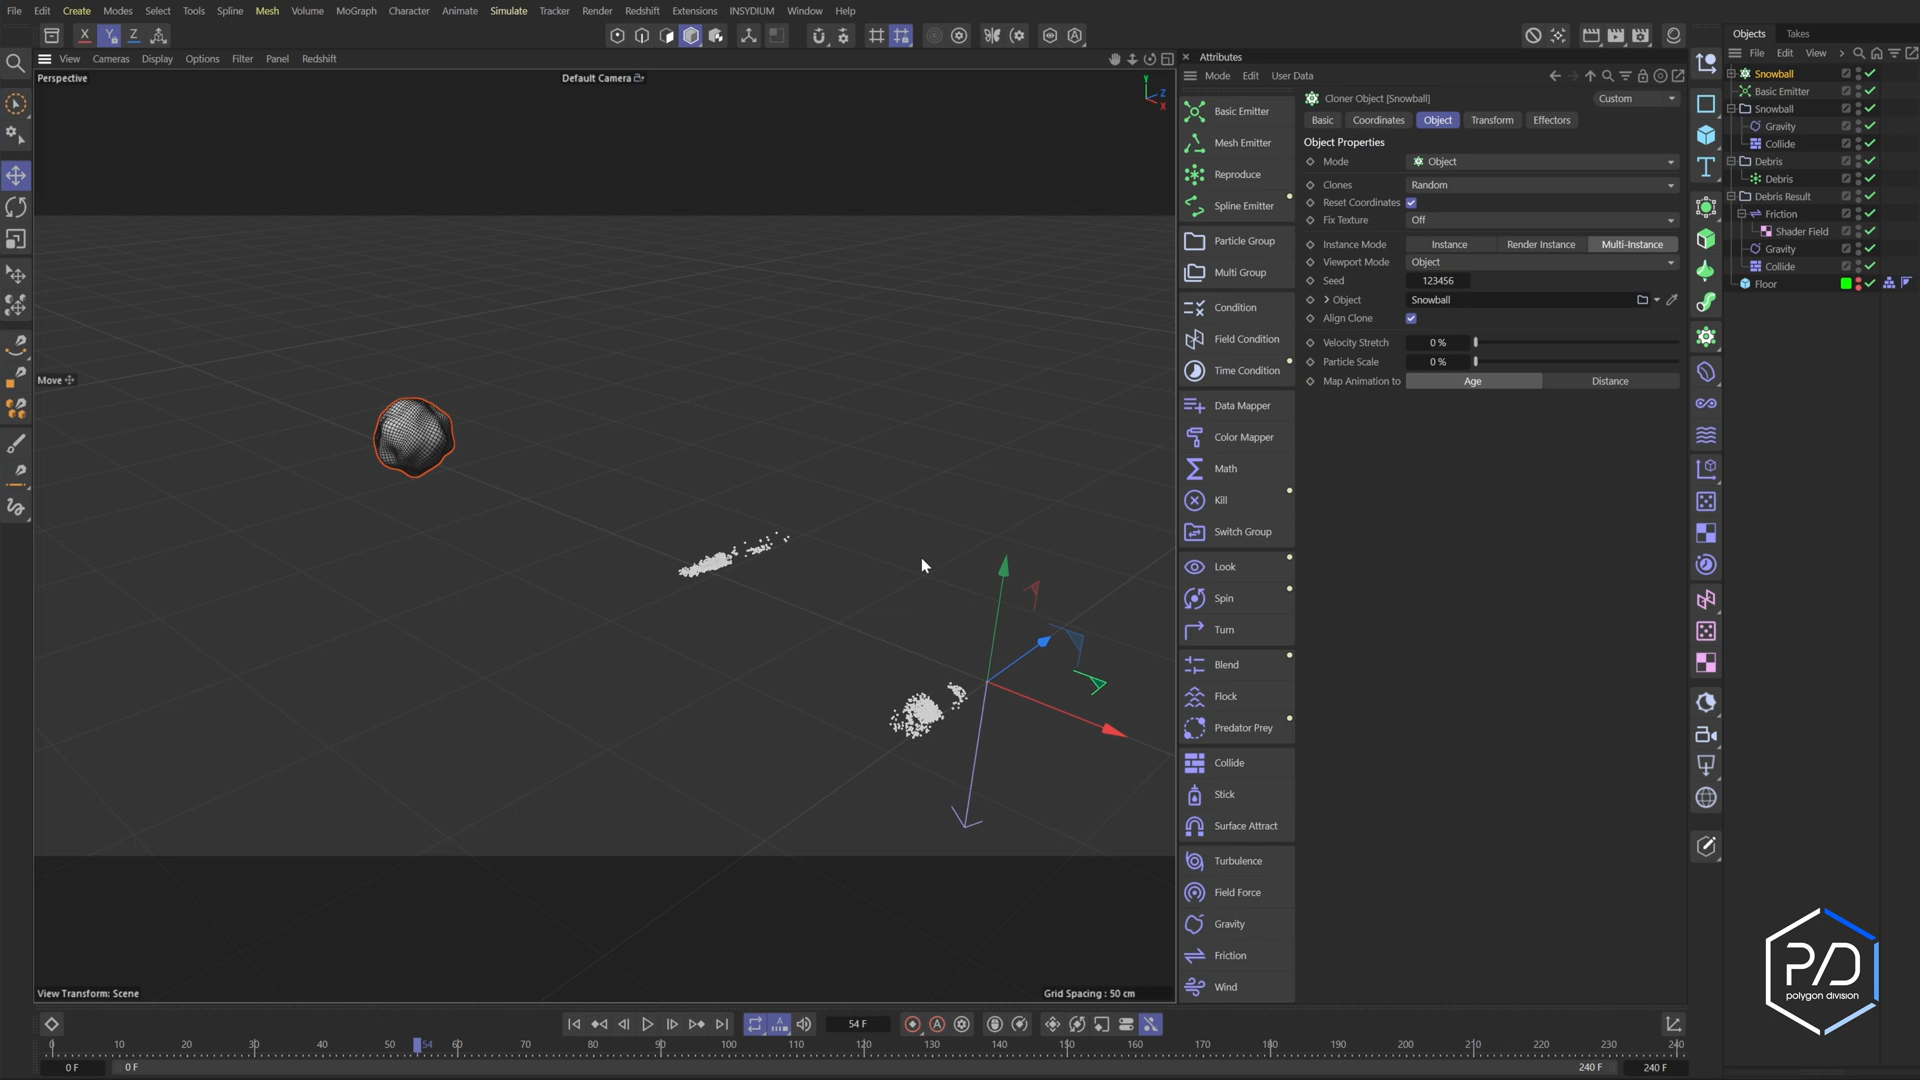 File Edit Create Modes Select Tools Spline Mesh Volume MoGraph Character Animate Simulate Tracker Render Redshift Extensions INSYDIUM Window Help
Objects Takes
X Y Z
View Cameras Display Options Filter Panel Redshift
Attributes
File Edit View
Perspective
Default Camera
Y
Z
X
Mode Edit User Data
Snowball
Basic Emitter
Snowball
Gravity
Collide
Debris
Debris
Debris Result
Friction
Shader Field
Gravity
Collide
Floor
Basic Emitter
Mesh Emitter
Reproduce
Spline Emitter
Particle Group
Multi Group
Condition
Field Condition
Time Condition
Data Mapper
Color Mapper
Math
Kill
Switch Group
Look
Spin
Turn
Blend
Flock
Predator Prey
Collide
Stick
Surface Attract
Turbulence
Field Force
Gravity
Friction
Wind
Cloner Object [Snowball] Custom
Basic Coordinates Object Transform Effectors
Object Properties
Mode Object
Clones Random
Reset Coordinates
Fix Texture Off
Instance Mode Instance Render Instance Multi-Instance
Viewport Mode Object
Seed 123456
Object Snowball
Align Clone
Velocity Stretch 0 %
Particle Scale 0 %
Map Animation to Age Distance
Move
View Transform: Scene
Grid Spacing : 50 cm
P/D
polygon division
54 F
0 10 20 30 40 50 54 60 70 80 90 100 110 120 130 140 150 160 170 180 190 200 210 220 230 240
0 F 0 F 240 F 240 F